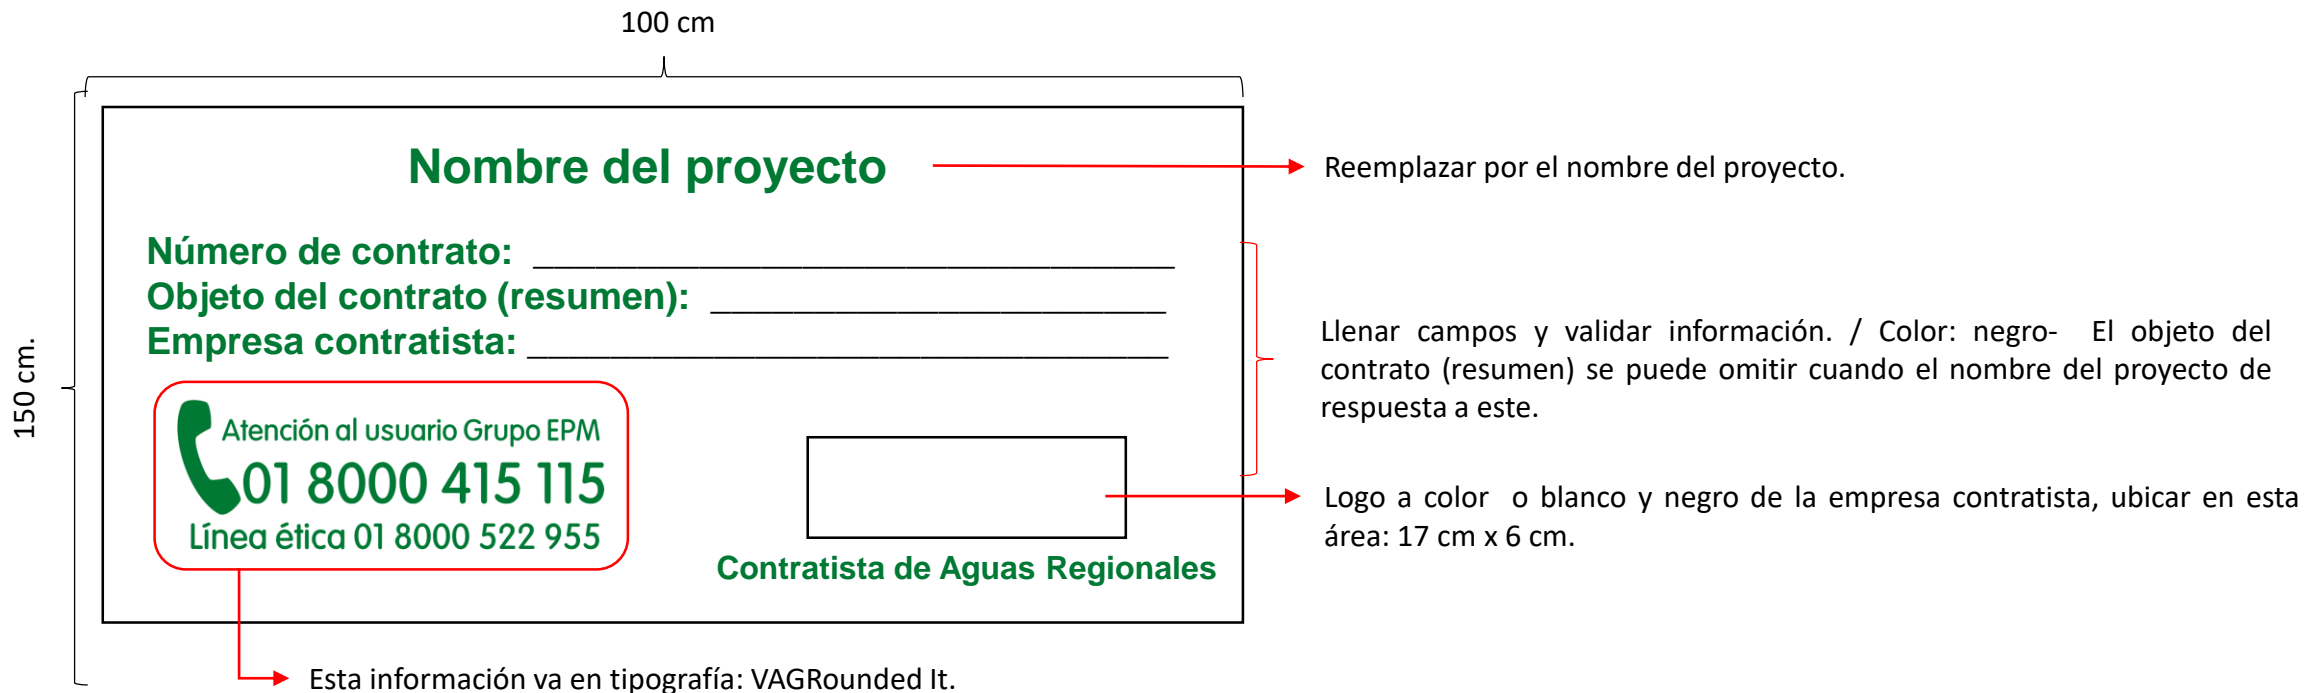 100 cm
150 cm.
Nombre del proyecto
Reemplazar por el nombre del proyecto.
Número de contrato: _______________________________
Objeto del contrato (resumen): ______________________
Empresa contratista: _______________________________
Llenar campos y validar información. / Color: negro- El objeto del
contrato (resumen) se puede omitir cuando el nombre del proyecto de
respuesta a este.
Atención al usuario Grupo EPM
01 8000 415 115
Línea ética 01 8000 522 955
Logo a color o blanco y negro de la empresa contratista, ubicar en esta
área: 17 cm x 6 cm.
Contratista de Aguas Regionales
Esta información va en tipografía: VAGRounded It.